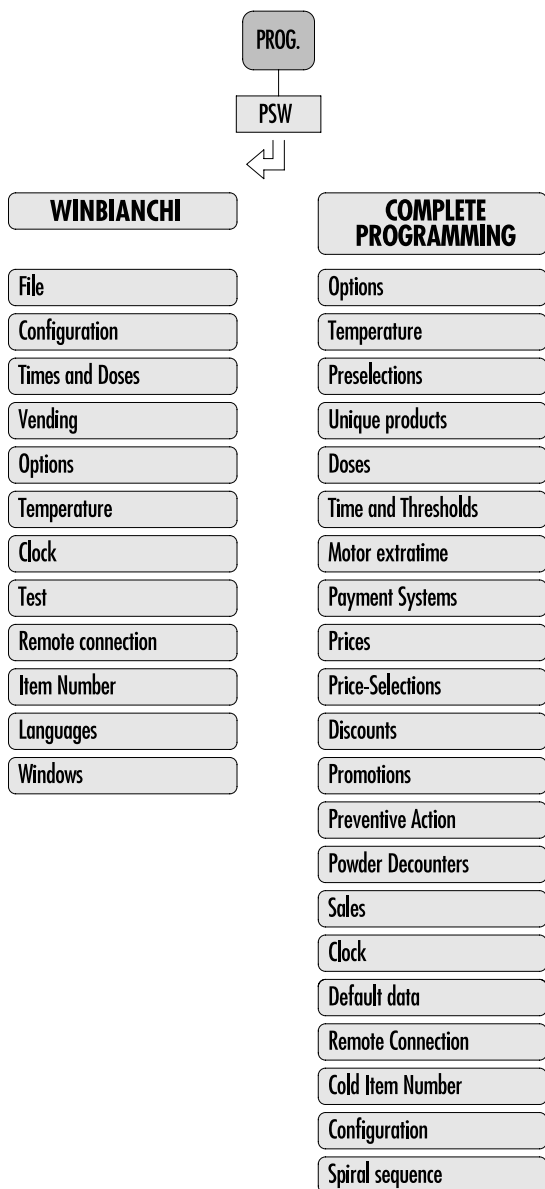 PROG.
PSW
WINBIANCHI
File
Configuration
Times and Doses
Vending
Options
Temperature
Clock
Test
Remote connection
Item Number
Languages
Windows
COMPLETE
PROGRAMMING
Options
Temperature
Preselections
Unique products
Doses
Time and Thresholds
Motor extratime
Payment Systems
Prices
Price-Selections
Discounts
Promotions
Preventive Action
Powder Decounters
Sales
Clock
Default data
Remote Connection
Cold Item Number
Configuration
Spiral sequence